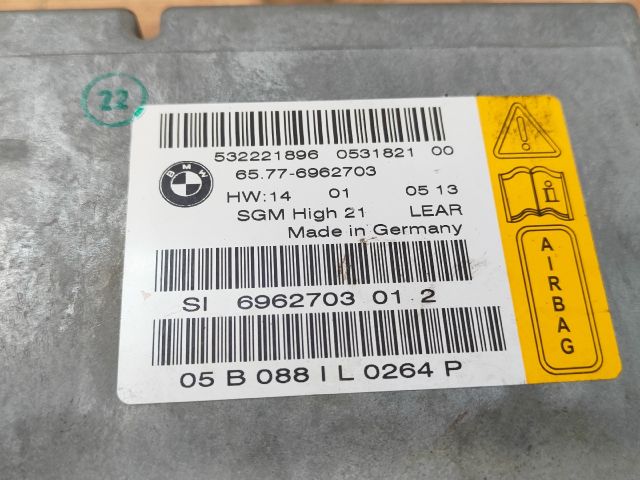 22
532221896 0531821 00
BMW
65.77-6962703
HW:14 01 05 13
SGM High 21 LEAR
Made in Germany
SI 6962703 01 2
05 B 088 I L 0264 P
i
AIRBAG